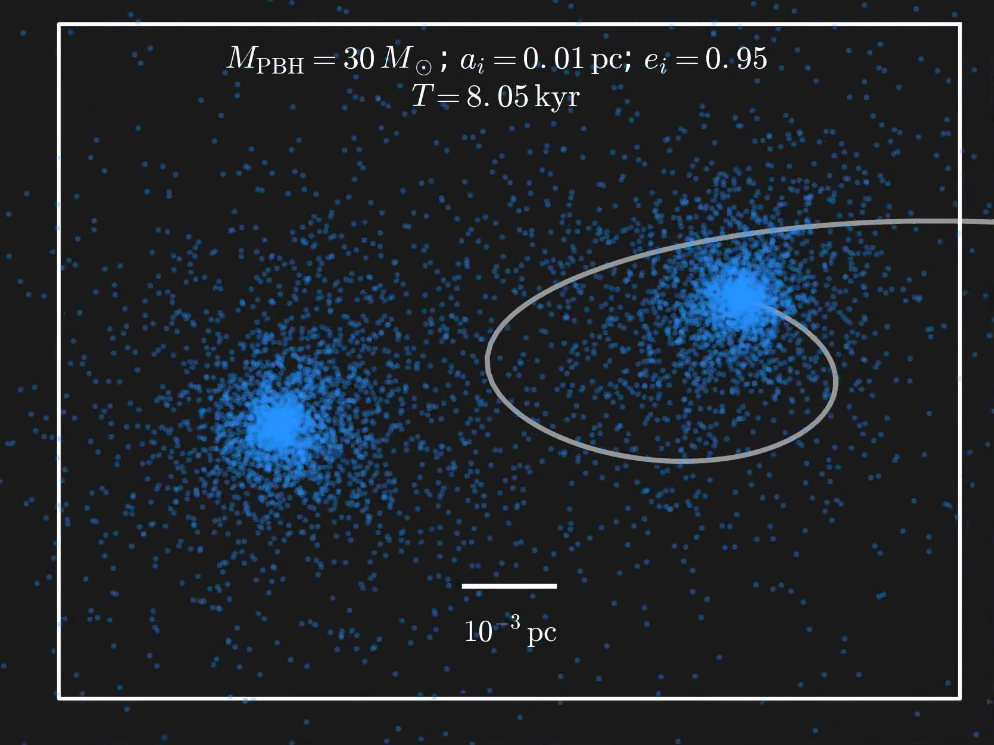 M_PBH = 30 M_⊙; a_i = 0.01 pc; e_i = 0.95
T = 8.05 kyr
10^−3 pc